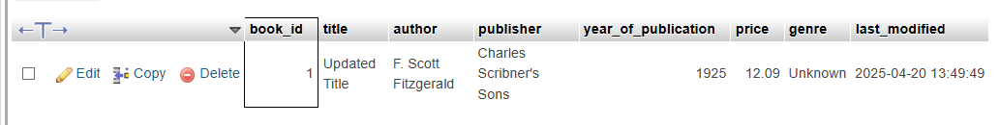 book_id title author publisher year_of_publication price genre last_modified
Edit Copy Delete 1 Updated Title F. Scott Fitzgerald Charles Scribner's Sons 1925 12.09 Unknown 2025-04-20 13:49:49